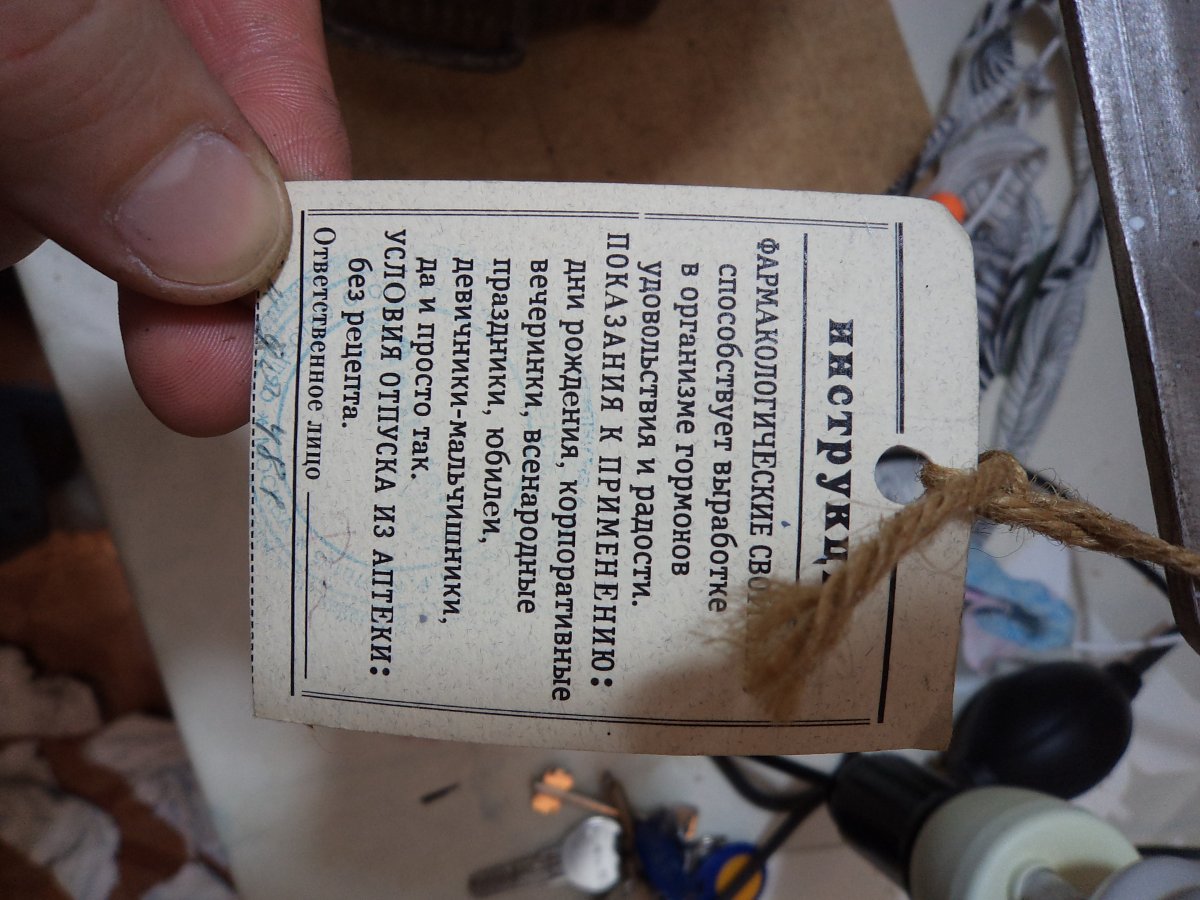 инструкц
ФАРМАКОЛОГИЧЕСКИЕ
способствует выработке
в организме гормонов
удовольствия и радости.
ПОКАЗАНИЯ К ПРИМЕНЕНИЮ:
дни рождения, корпоративные
вечеринки, всенародные
праздники, юбилеи,
девичники-мальчишники,
да и просто так.
УСЛОВИЯ ОТПУСКА ИЗ АПТЕКИ:
без рецепта.
Ответственное лицо